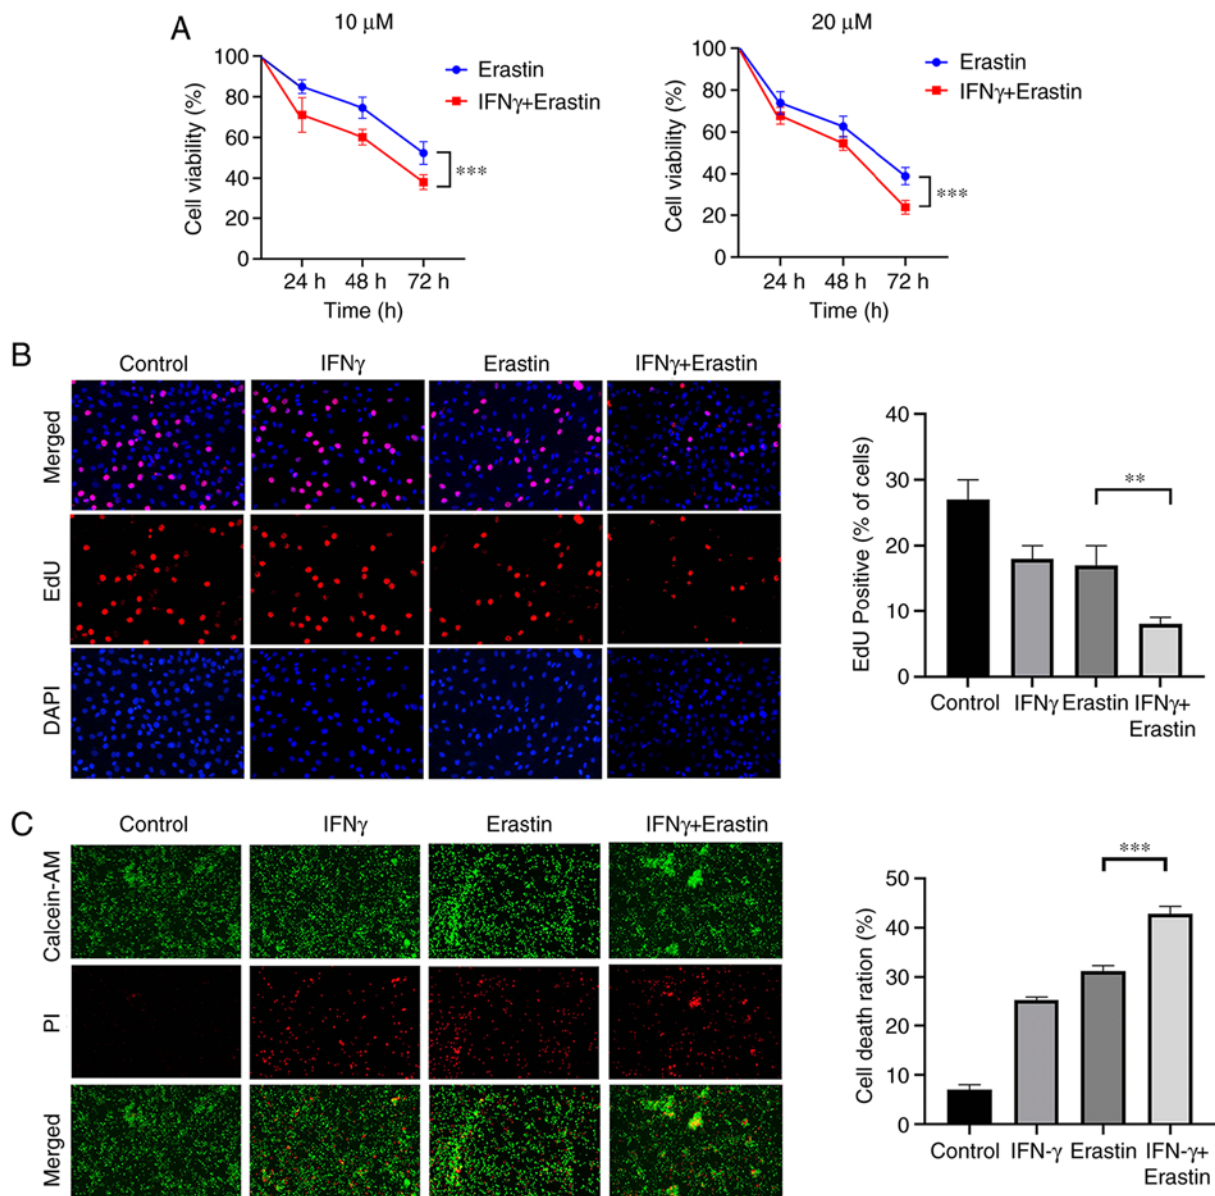 A
10 µM
100
80
60
40
20
0
Cell viability (%)
24 h 48 h 72 h
Time (h)
Erastin
IFNγ+Erastin
***
20 µM
100
80
60
40
20
0
Cell viability (%)
24 h 48 h 72 h
Time (h)
Erastin
IFNγ+Erastin
***
B
Control IFNγ Erastin IFNγ+Erastin
Merged
EdU
DAPI
40
30
20
10
0
EdU Positive (% of cells)
**
Control IFNγ Erastin IFNγ+
Erastin
C
Control IFNγ Erastin IFNγ+Erastin
Calcein-AM
PI
Merged
50
40
30
20
10
0
Cell death ration (%)
***
Control IFN-γ Erastin IFN-γ+
Erastin